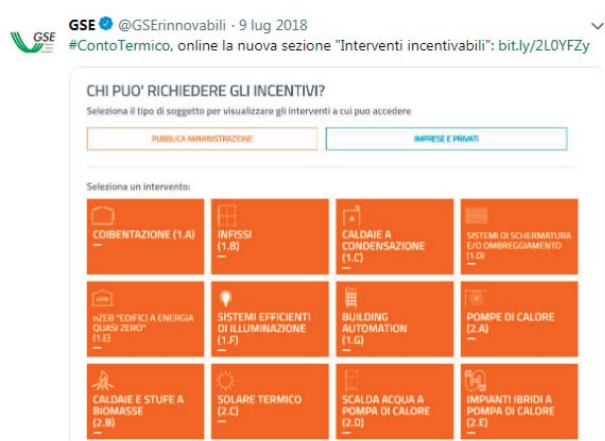 GSE
GSE @GSErinnovabili · 9 lug 2018
#ContoTermico, online la nuova sezione "Interventi incentivabili": bit.ly/2L0YFZy
CHI PUO' RICHIEDERE GLI INCENTIVI?
Seleziona il tipo di soggetto per visualizzare gli interventi a cui puo accedere
PUBBLICA AMMINISTRAZIONE
IMPRESE E PRIVATI
Seleziona un intervento:
COIBENTAZIONE (1.A)
INFISSI
(1.B)
CALDAIE A
CONDENSAZIONE
(1.C)
SISTEMI DI SCHERMATURA
E/O OMBREGGIAMENTO
(1.D)
nZEB "EDIFICI A ENERGIA
QUASI ZERO"
(1.E)
SISTEMI EFFICIENTI
DI ILLUMINAZIONE
(1.F)
BUILDING
AUTOMATION
(1.G)
POMPE DI CALORE
(2.A)
CALDAIE E STUFE A
BIOMASSE
(2.B)
SOLARE TERMICO
(2.C)
SCALDA ACQUA A
POMPA DI CALORE
(2.D)
IMPIANTI IBRIDI A
POMPA DI CALORE
(2.E)